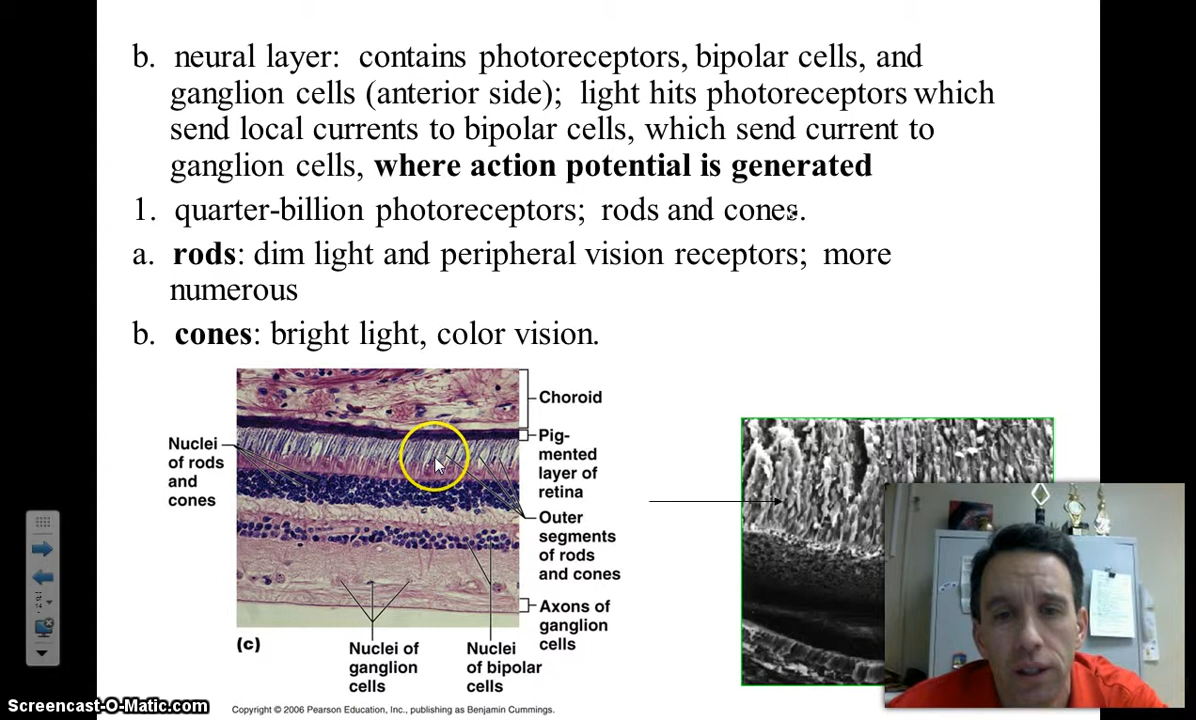 b. neural layer: contains photoreceptors, bipolar cells, and
ganglion cells (anterior side); light hits photoreceptors which
send local currents to bipolar cells, which send current to
ganglion cells, where action potential is generated
1. quarter-billion photoreceptors; rods and cones.
a. rods: dim light and peripheral vision receptors; more
numerous
b. cones: bright light, color vision.
Nuclei
of rods
and
cones
Choroid
Pig-
mented
layer of
retina
Outer
segments
of rods
and cones
Axons of
ganglion
cells
(c)
Nuclei of
ganglion
cells
Nuclei
of bipolar
cells
Copyright © 2006 Pearson Education, Inc., publishing as Benjamin Cummings.
Screencast-O-Matic.com